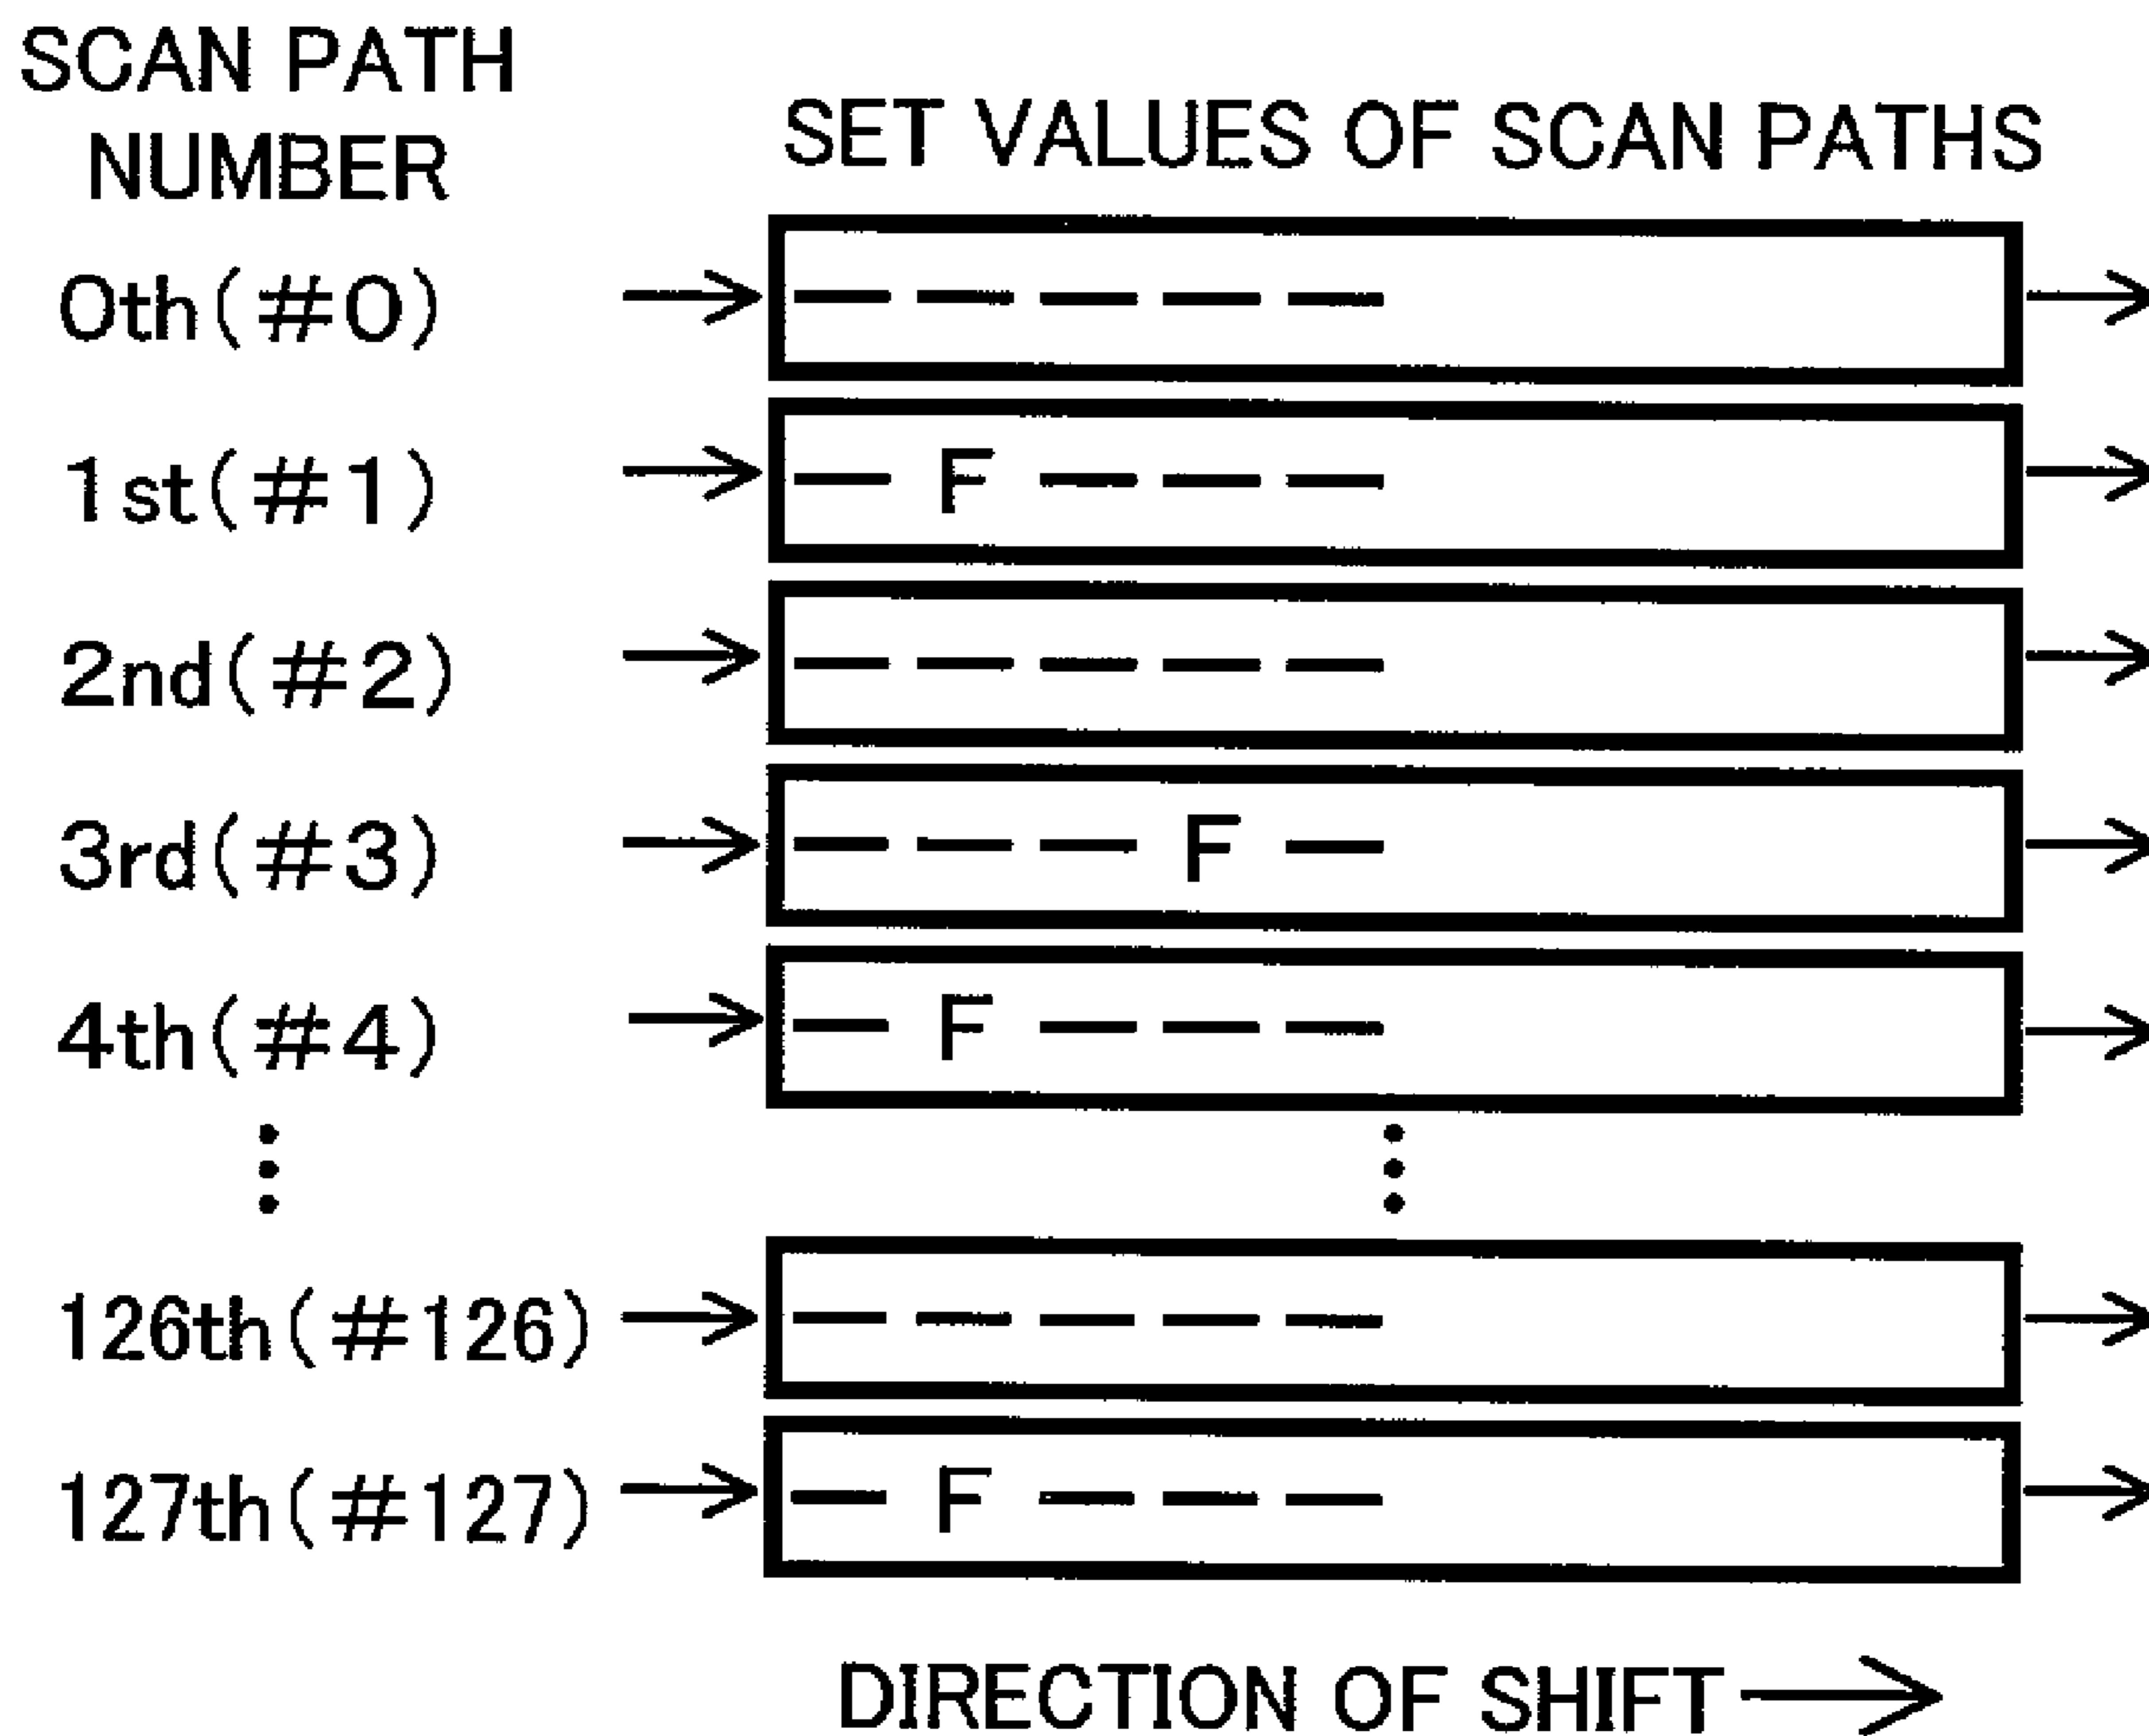 SCAN PATH
NUMBER
SET VALUES OF SCAN PATHS
0th(#0) — — — — —
1st(#1) — F — — —
2nd(#2) — — — — —
3rd(#3) — — — F —
4th(#4) — F — — —
126th(#126) — — — — —
127th(#127) — F — — —
DIRECTION OF SHIFT